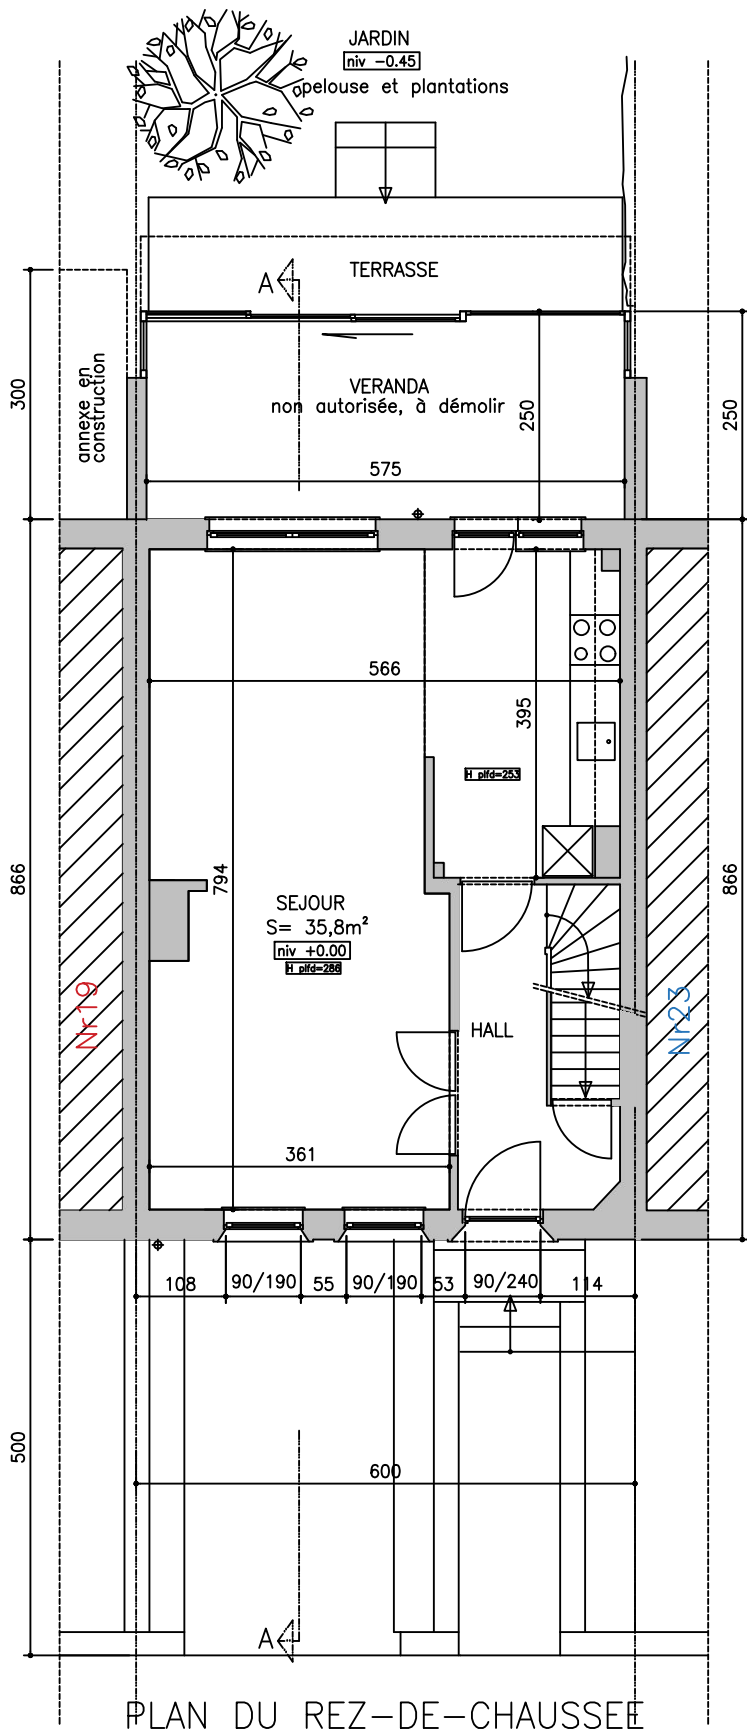 JARDIN
niv -0.45
pelouse et plantations
A
TERRASSE
300
annexe en
construction
VERANDA
non autorisée, à démolir
250
250
575
566
395
H plfd=253
866
794
866
SEJOUR
S= 35,8m²
niv +0.00
H plfd=286
Nr19
HALL
Nr23
361
108
90/190
55
90/190
53
90/240
114
500
600
A
PLAN DU REZ-DE-CHAUSSEE